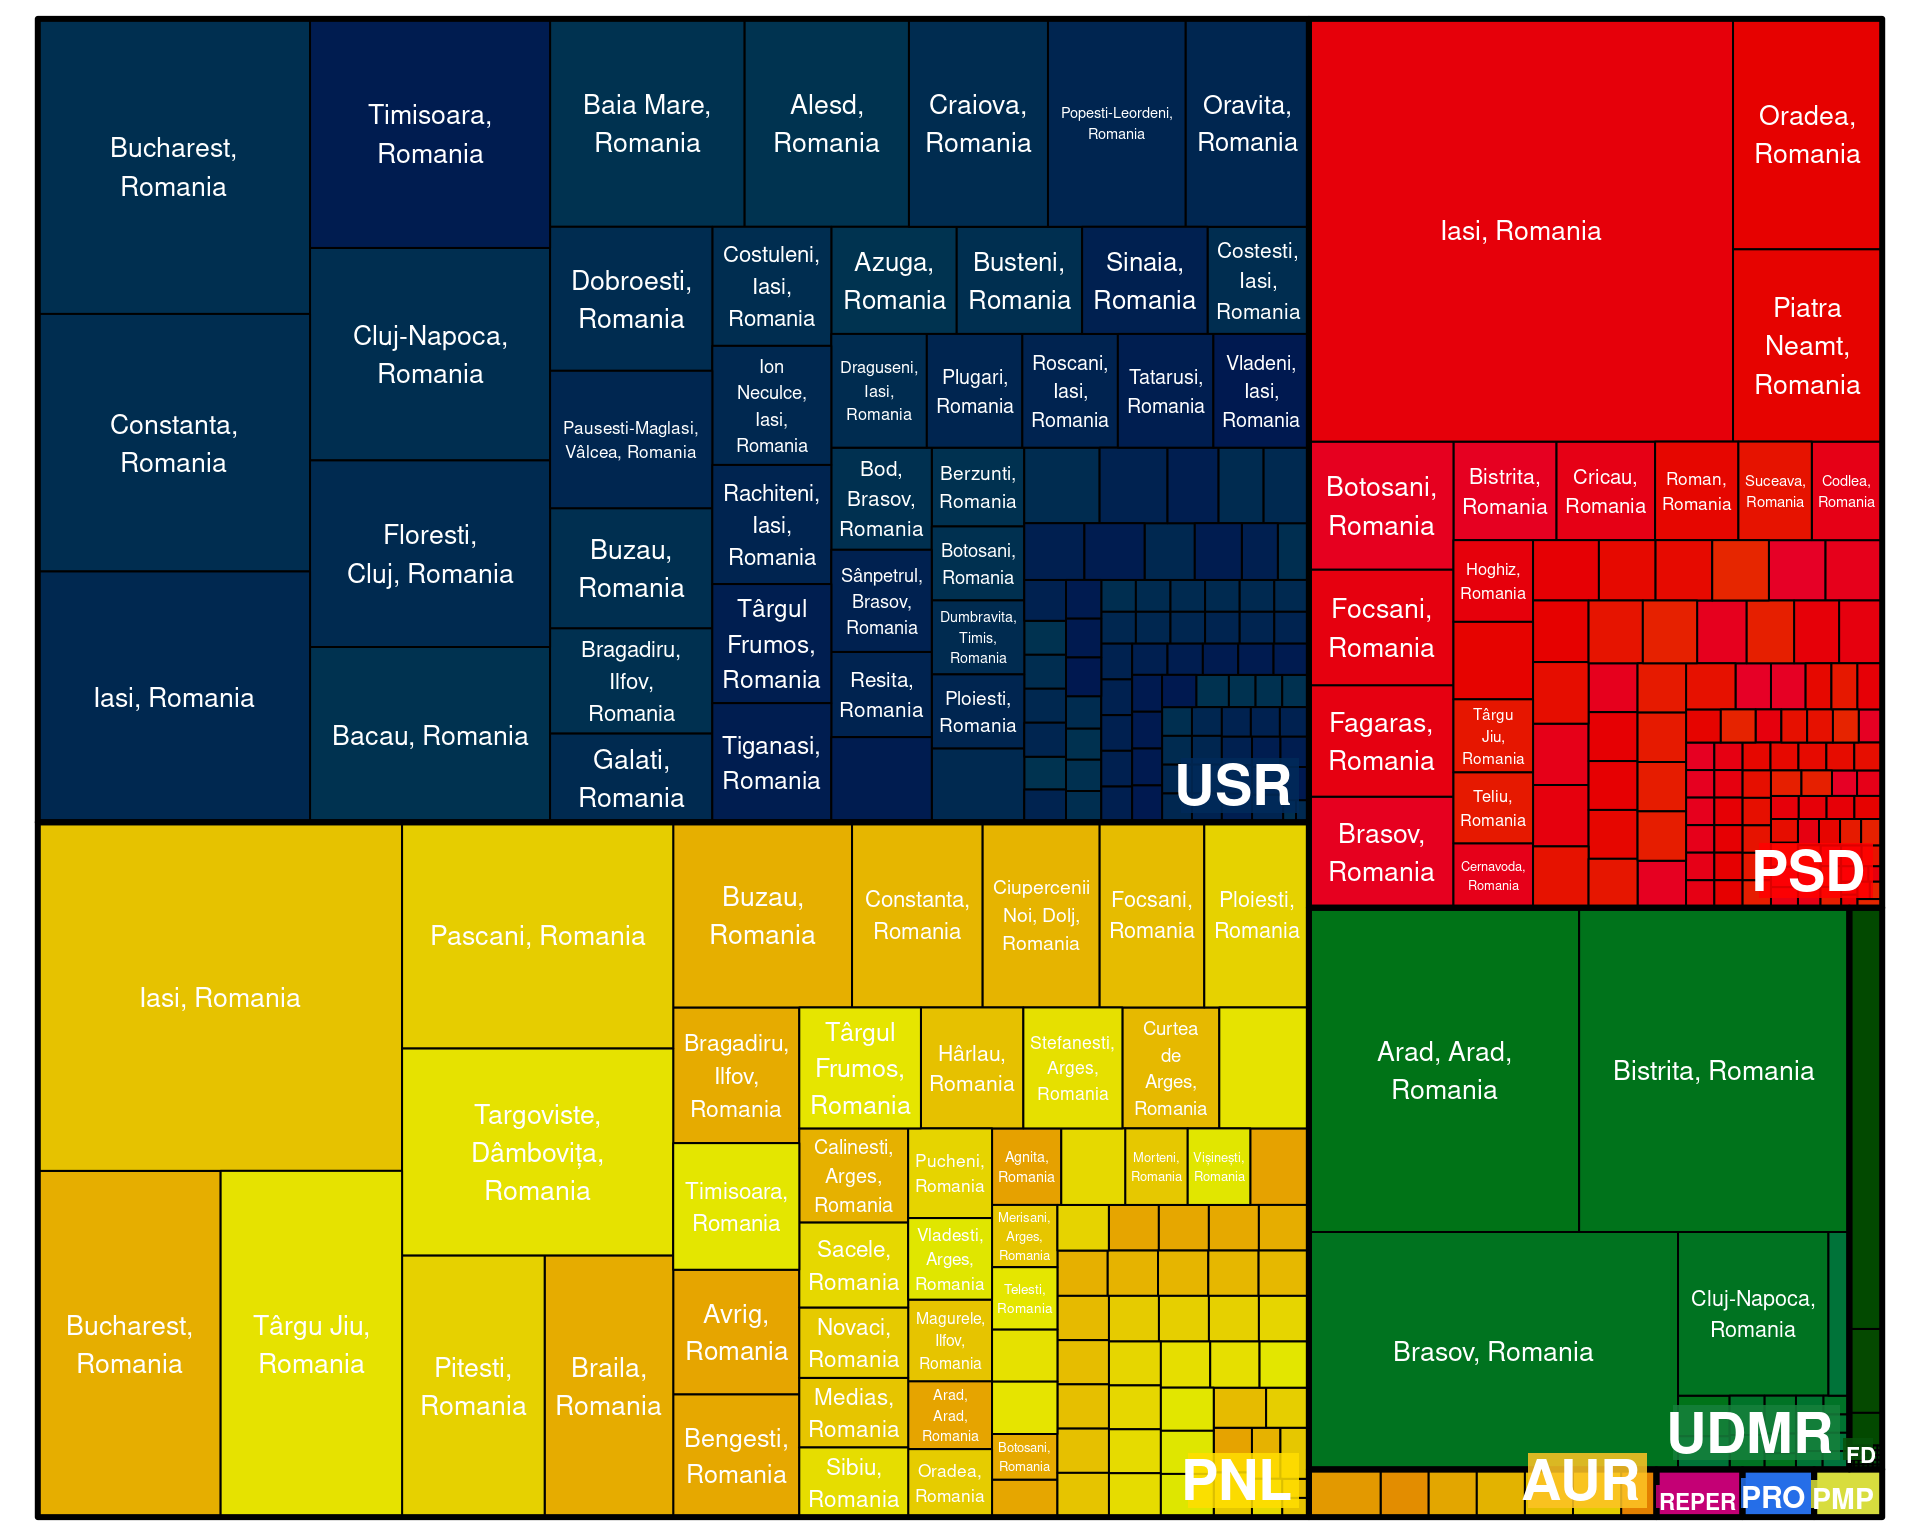 Bucharest,
Romania
Constanta,
Romania
Iasi, Romania
Timisoara,
Romania
Cluj-Napoca,
Romania
Floresti,
Cluj, Romania
Bacau, Romania
Baia Mare,
Romania
Alesd,
Romania
Craiova,
Romania
Popesti-Leordeni,
Romania
Oravita,
Romania
Dobroesti,
Romania
Pausesti-Maglasi,
Vâlcea, Romania
Buzau,
Romania
Bragadiru,
Ilfov,
Romania
Galati,
Romania
Costuleni,
Iasi,
Romania
Ion
Neculce,
Iasi,
Romania
Rachiteni,
Iasi,
Romania
Târgul
Frumos,
Romania
Tiganasi,
Romania
Azuga,
Romania
Busteni,
Romania
Sinaia,
Romania
Costesti,
Iasi,
Romania
Draguseni,
Iasi,
Romania
Plugari,
Romania
Roscani,
Iasi,
Romania
Tatarusi,
Romania
Vladeni,
Iasi,
Romania
Bod,
Brasov,
Romania
Sânpetrul,
Brasov,
Romania
Resita,
Romania
Berzunti,
Romania
Botosani,
Romania
Dumbravita,
Timis,
Romania
Ploiesti,
Romania
USR
Iasi, Romania
Oradea,
Romania
Piatra
Neamt,
Romania
Botosani,
Romania
Focsani,
Romania
Fagaras,
Romania
Brasov,
Romania
Bistrita,
Romania
Cricau,
Romania
Roman,
Romania
Suceava,
Romania
Codlea,
Romania
Hoghiz,
Romania
Târgu
Jiu,
Romania
Teliu,
Romania
Cernavoda,
Romania
PSD
Iasi, Romania
Bucharest,
Romania
Târgu Jiu,
Romania
Pascani, Romania
Targoviste,
Dâmbovița,
Romania
Pitesti,
Romania
Braila,
Romania
Buzau,
Romania
Constanta,
Romania
Ciupercenii
Noi, Dolj,
Romania
Focsani,
Romania
Ploiesti,
Romania
Bragadiru,
Ilfov,
Romania
Timisoara,
Romania
Avrig,
Romania
Bengesti,
Romania
Târgul
Frumos,
Romania
Hârlau,
Romania
Stefanesti,
Arges,
Romania
Curtea
de
Arges,
Romania
Calinesti,
Arges,
Romania
Sacele,
Romania
Novaci,
Romania
Medias,
Romania
Sibiu,
Romania
Pucheni,
Romania
Vladesti,
Arges,
Romania
Magurele,
Ilfov,
Romania
Arad,
Arad,
Romania
Oradea,
Romania
Agnita,
Romania
Morteni,
Romania
Vișinești,
Romania
Merisani,
Arges,
Romania
Telesti,
Romania
Botosani,
Romania
PNL
Arad, Arad,
Romania
Bistrita, Romania
Brasov, Romania
Cluj-Napoca,
Romania
UDMR
FD
AUR
REPER
PRO
PMP